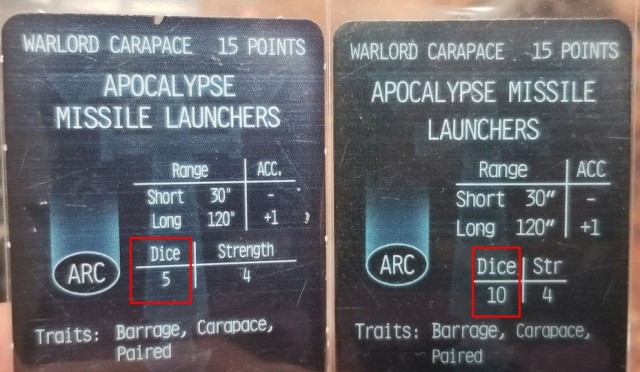 WARLORD CARAPACE 15 POINTS
APOCALYPSE
MISSILE LAUNCHERS
Range ACC.
Short 30" -
Long 120" +1
Dice Strength
5 4
ARC
Traits: Barrage, Carapace,
Paired
WARLORD CARAPACE 15 POINTS
APOCALYPSE MISSILE
LAUNCHERS
Range ACC
Short 30" -
Long 120" +1
Dice Str
10 4
ARC
Traits: Barrage, Carapace,
Paired